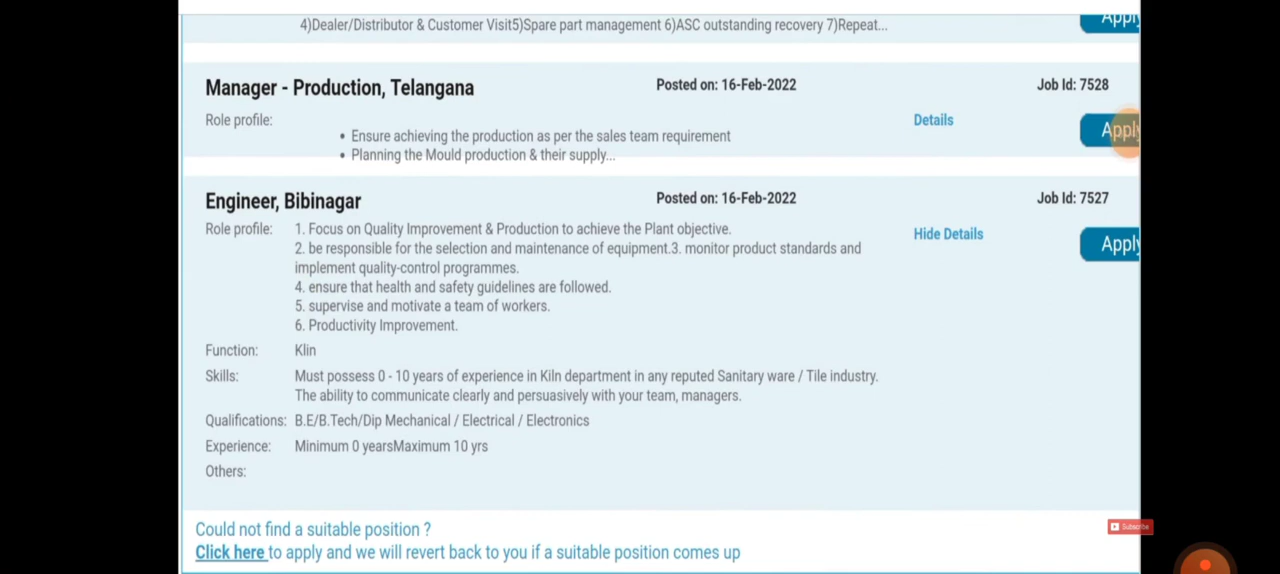 4)Dealer/Distributor & Customer Visit5)Spare part management 6)ASC outstanding recovery 7)Repeat...
Apply
Manager - Production, Telangana Posted on: 16-Feb-2022 Job Id: 7528
Role profile: Details
• Ensure achieving the production as per the sales team requirement Apply
• Planning the Mould production & their supply...
Engineer, Bibinagar Posted on: 16-Feb-2022 Job Id: 7527
Role profile: 1. Focus on Quality Improvement & Production to achieve the Plant objective. Hide Details
2. be responsible for the selection and maintenance of equipment.3. monitor product standards and Apply
implement quality-control programmes.
4. ensure that health and safety guidelines are followed.
5. supervise and motivate a team of workers.
6. Productivity Improvement.
Function: Klin
Skills: Must possess 0 - 10 years of experience in Kiln department in any reputed Sanitary ware / Tile industry.
The ability to communicate clearly and persuasively with your team, managers.
Qualifications: B.E/B.Tech/Dip Mechanical / Electrical / Electronics
Experience: Minimum 0 yearsMaximum 10 yrs
Others:
Could not find a suitable position ?
Subscribe
Click here to apply and we will revert back to you if a suitable position comes up